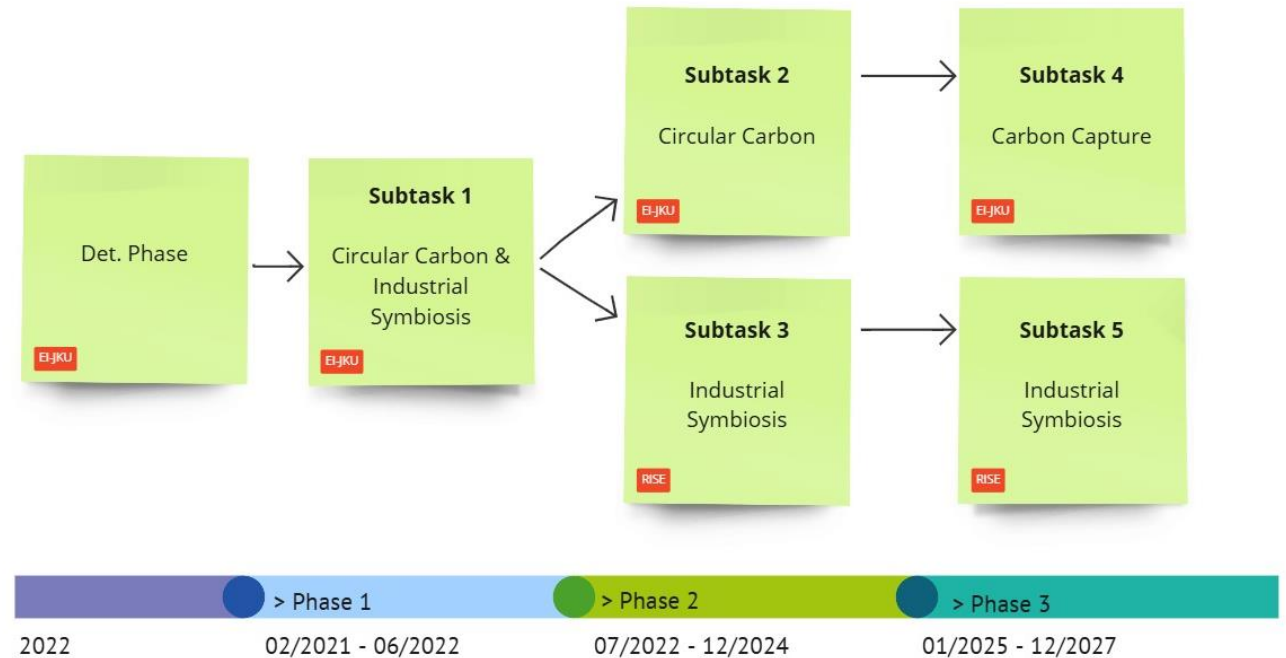 Det. Phase
EI-JKU
Subtask 1
Circular Carbon &
Industrial
Symbiosis
EI-JKU
Subtask 2
Circular Carbon
EI-JKU
Subtask 3
Industrial
Symbiosis
RISE
Subtask 4
Carbon Capture
EI-JKU
Subtask 5
Industrial
Symbiosis
RISE
> Phase 1
> Phase 2
> Phase 3
2022
02/2021 - 06/2022
07/2022 - 12/2024
01/2025 - 12/2027